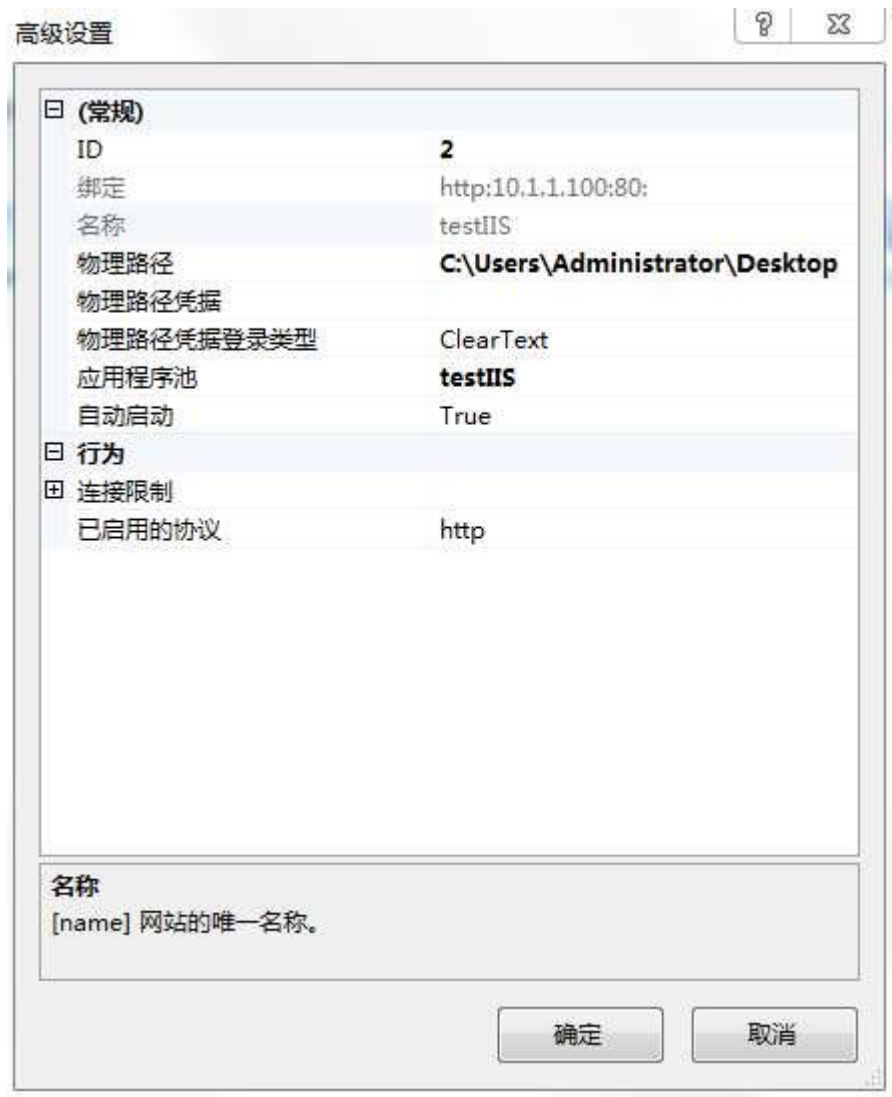 高级设置
(常规)
ID 2
绑定 http:10.1.1.100:80:
名称 testIIS
物理路径 C:\Users\Administrator\Desktop
物理路径凭据
物理路径凭据登录类型 ClearText
应用程序池 testIIS
自动启动 True
行为
连接限制
已启用的协议 http
名称
[name] 网站的唯一名称。
确定 取消